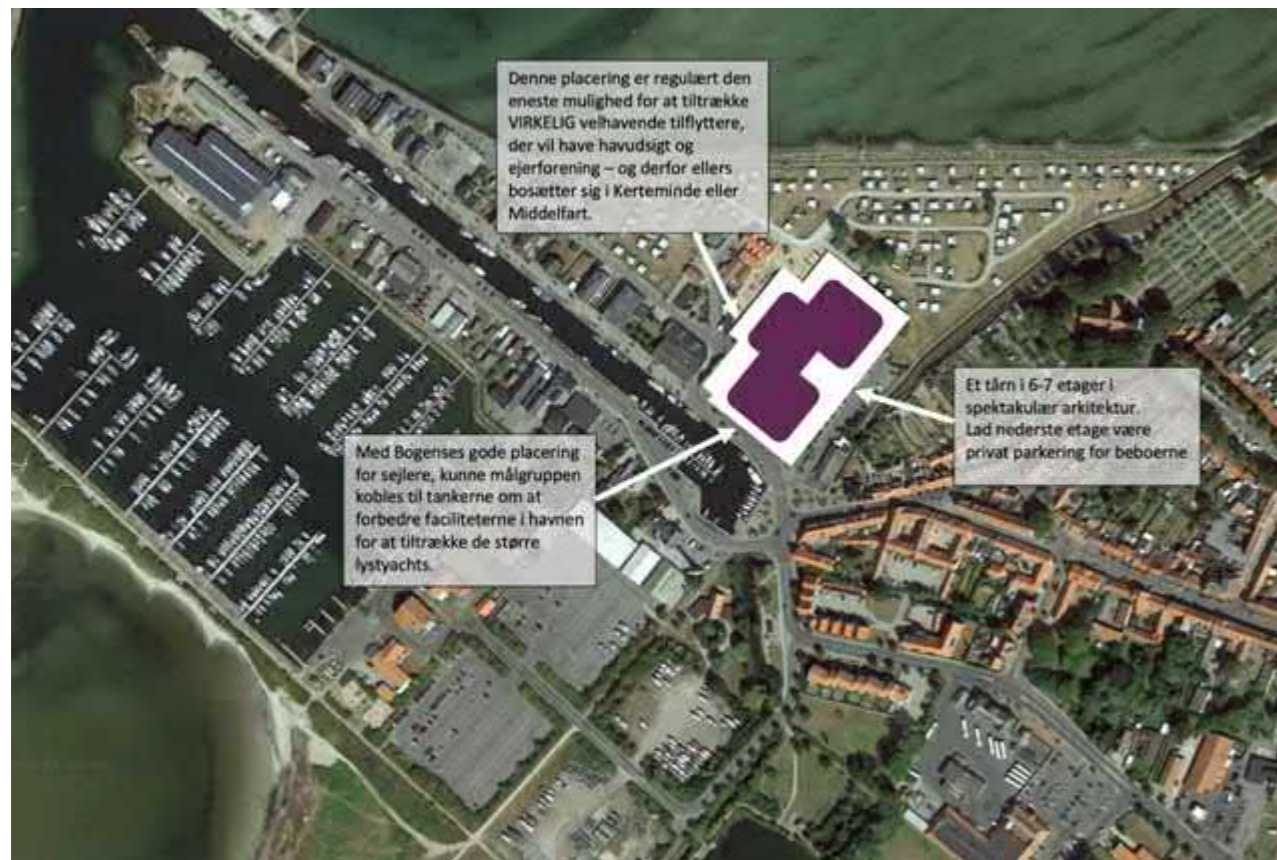 Denne placering er regulært den
eneste mulighed for at tiltrække
VIRKELIG velhavende tilflyttere,
der vil have havudsigt og
ejerforening – og derfor ellers
bosætter sig i Kerteminde eller
Middelfart.
Et tårn i 6-7 etager i
spektakulær arkitektur.
Lad nederste etage være
privat parkering for beboerne
Med Bogenses gode placering
for sejlere, kunne målgruppen
kobles til tankerne om at
forbedre faciliteterne i havnen
for at tiltrække de større
lystyachts.